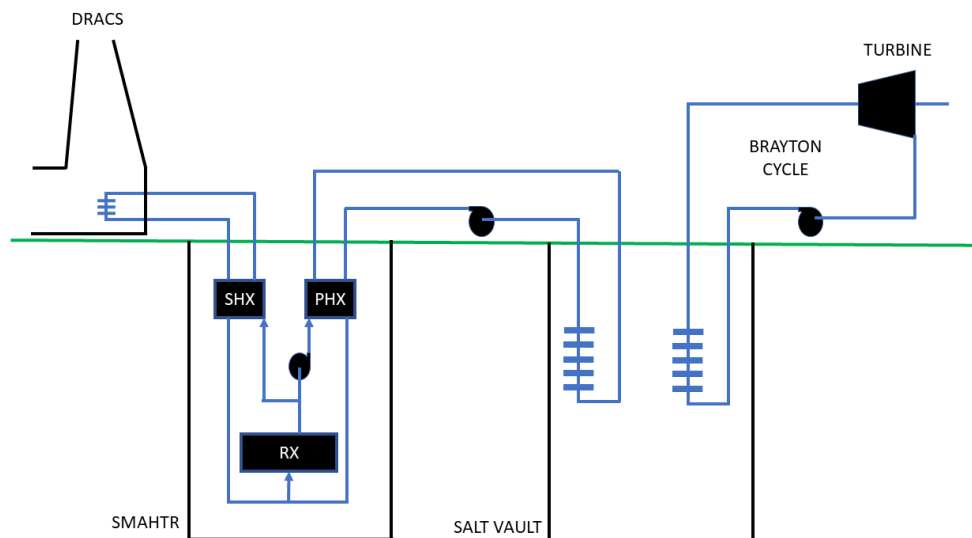 DRACS
TURBINE
BRAYTON
CYCLE
SHX
PHX
RX
SMAHTR
SALT VAULT